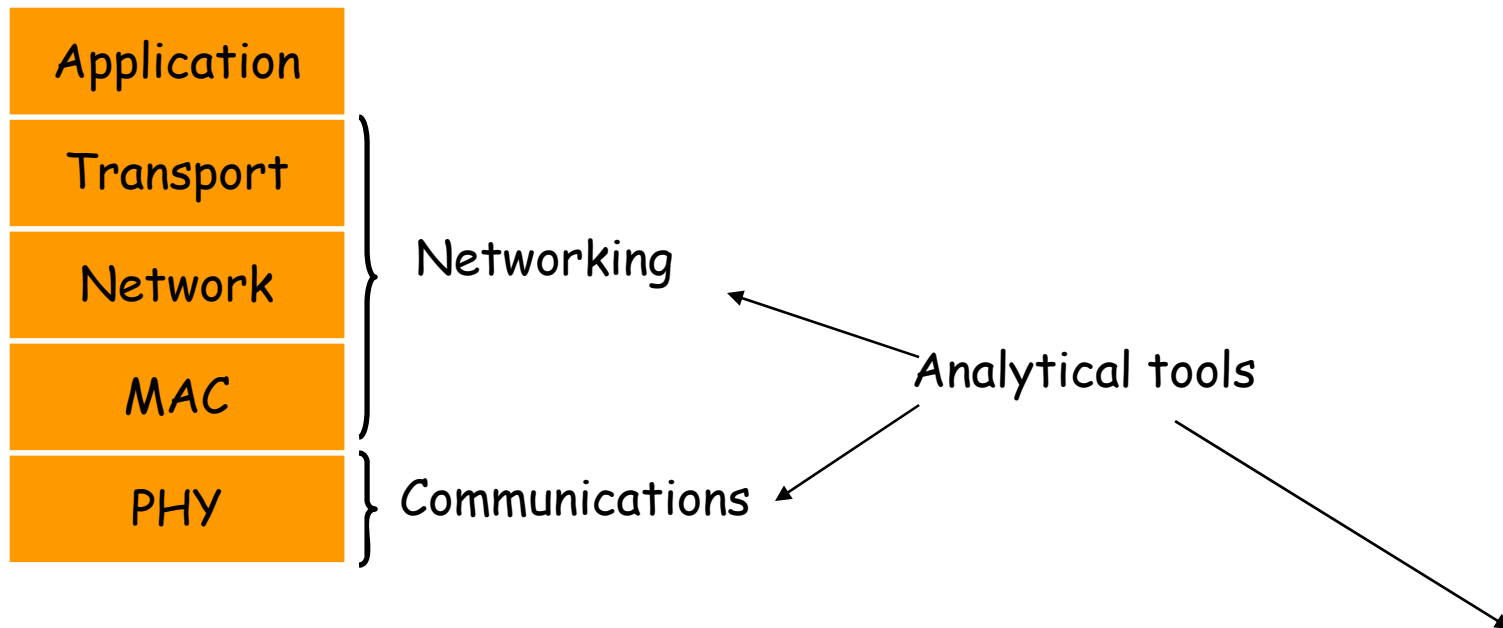 Application
Transport
Network
MAC
PHY
Networking
Communications
Analytical tools